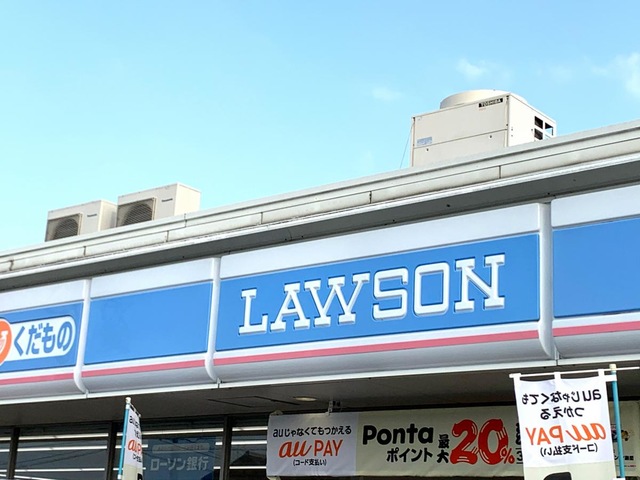 TOSHIBA
LAWSON
くだもの
auじゃなくてもつかえる
au PAY
(コード支払い)
Ponta
ポイント
最大20%
auじゃなくても
つかえる
au PAY
(コード支払い)
ローソン銀行